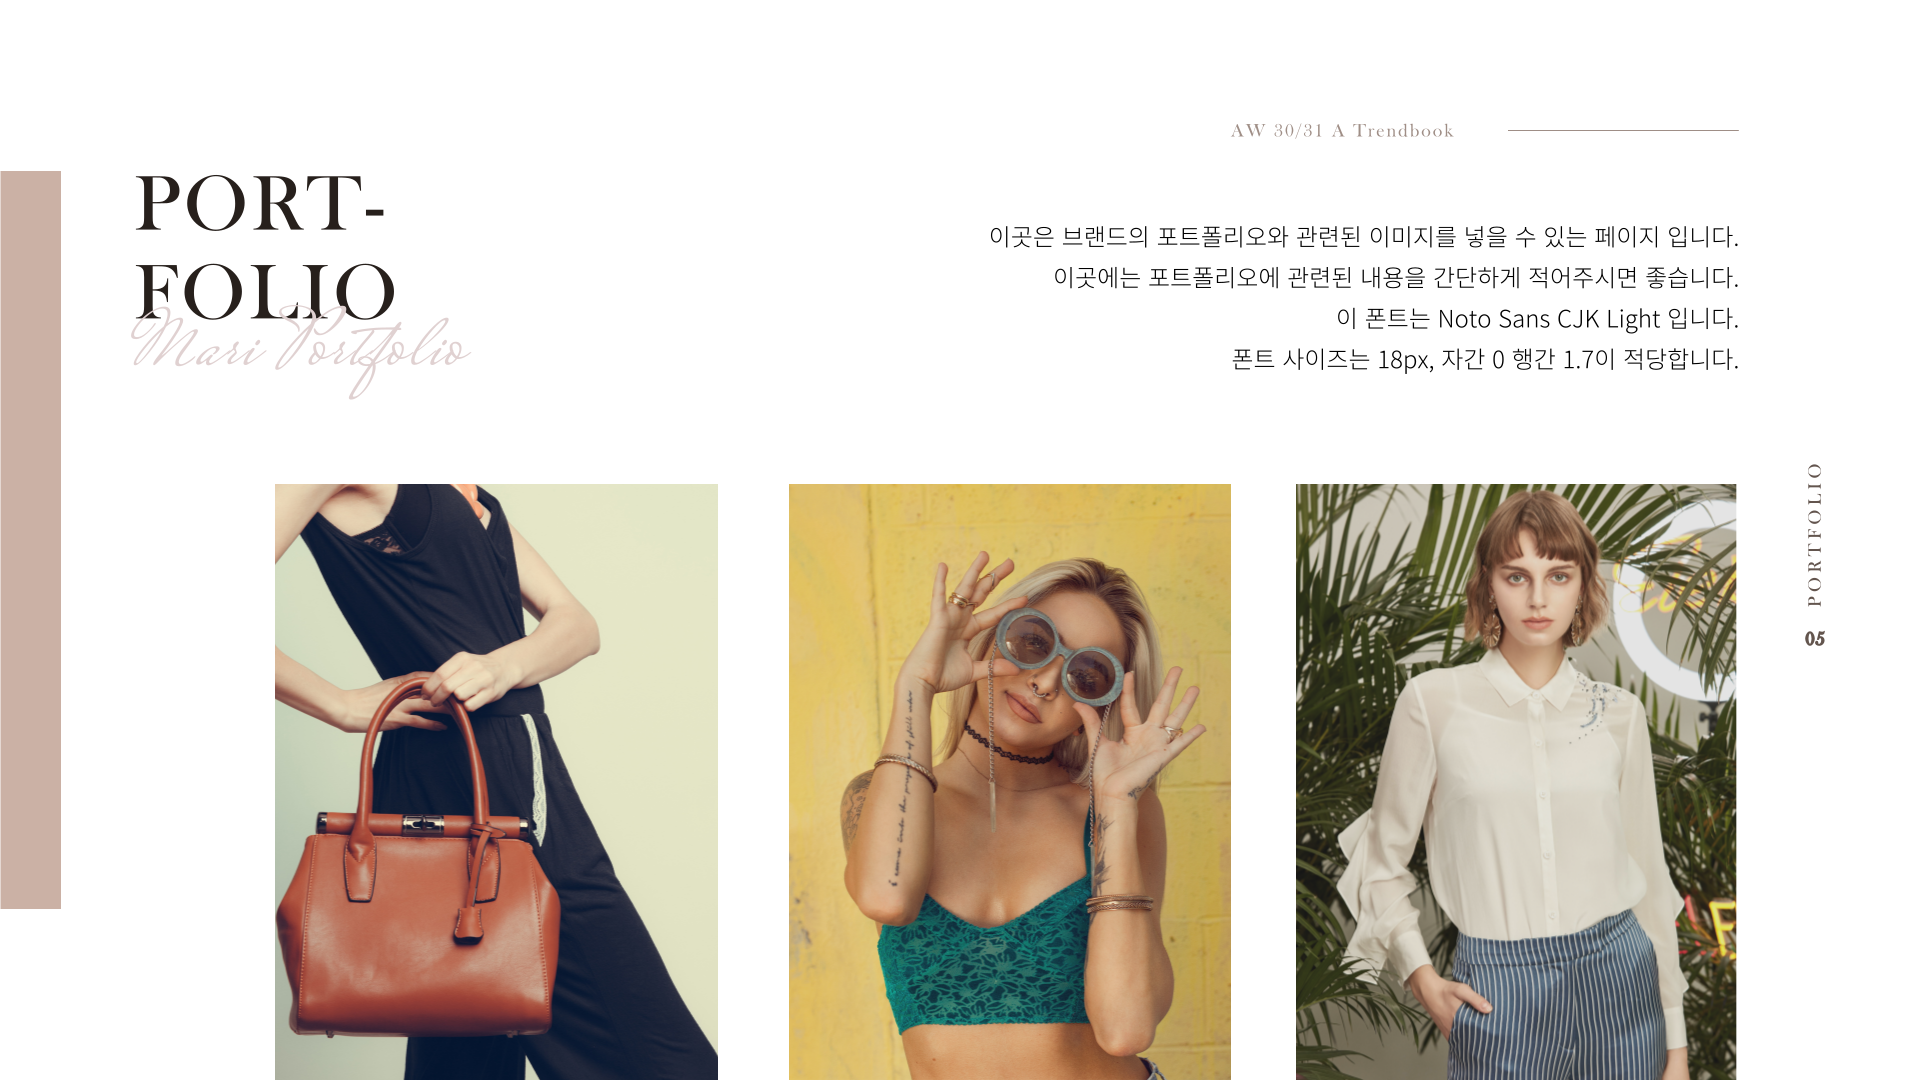 AW 30/31 A Trendbook
PORT-
FOLIO
Mari Portfolio
이곳은 브랜드의 포트폴리오와 관련된 이미지를 넣을 수 있는 페이지 입니다.
이곳에는 포트폴리오에 관련된 내용을 간단하게 적어주시면 좋습니다.
이 폰트는 Noto Sans CJK Light 입니다.
폰트 사이즈는 18px, 자간 0 행간 1.7이 적당합니다.
PORTFOLIO
05